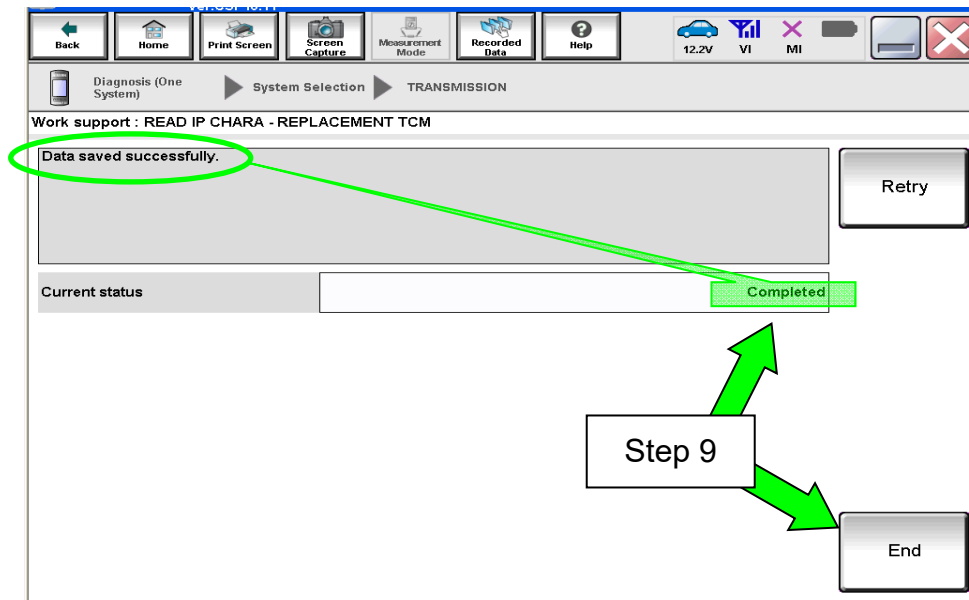 Back
Home
Print Screen
Screen
Capture
Measurement
Mode
Recorded
Data
Help
12.2V
VI
MI
Diagnosis (One
System)
System Selection
TRANSMISSION
Work support : READ IP CHARA - REPLACEMENT TCM
Data saved successfully.
Retry
Current status
Completed
Step 9
End